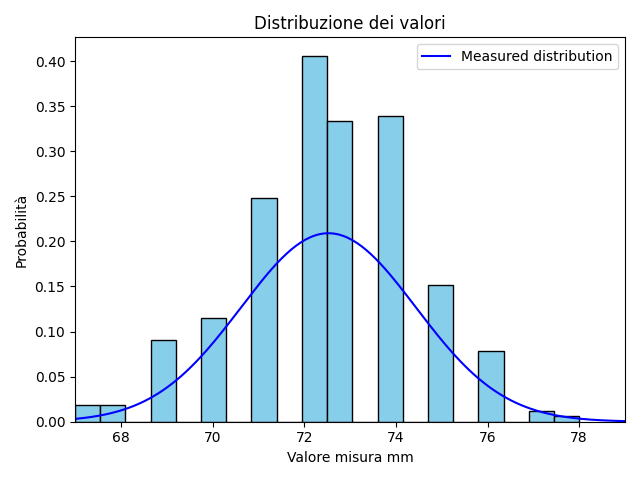 Distribuzione dei valori
Measured distribution
Probabilità
0.40
0.35
0.30
0.25
0.20
0.15
0.10
0.05
0.00
68 70 72 74 76 78
Valore misura mm